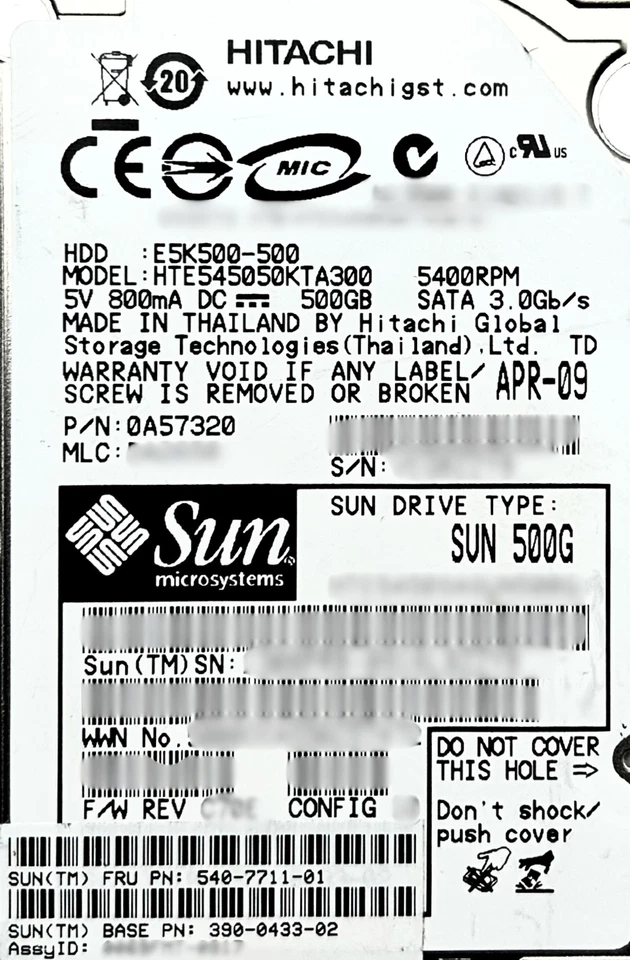 HITACHI
20
www.hitachigst.com
CE MIC c RU US
HDD :E5K500-500
MODEL:HTE545050KTA300 5400RPM
5V 800mA DC 500GB SATA 3.0Gb/s
MADE IN THAILAND BY Hitachi Global
Storage Technologies(Thailand),Ltd. TD
WARRANTY VOID IF ANY LABEL/
SCREW IS REMOVED OR BROKEN APR-09
P/N:0A57320
MLC:
S/N:
Sun
microsystems
SUN DRIVE TYPE:
SUN 500G
Sun(TM)SN:
WWN No.
F/W REV CONFIG
DO NOT COVER
THIS HOLE ⇒
Don't shock/
push cover
SUN(TM) FRU PN: 540-7711-01
SUN(TM) BASE PN: 390-0433-02
AssyID: